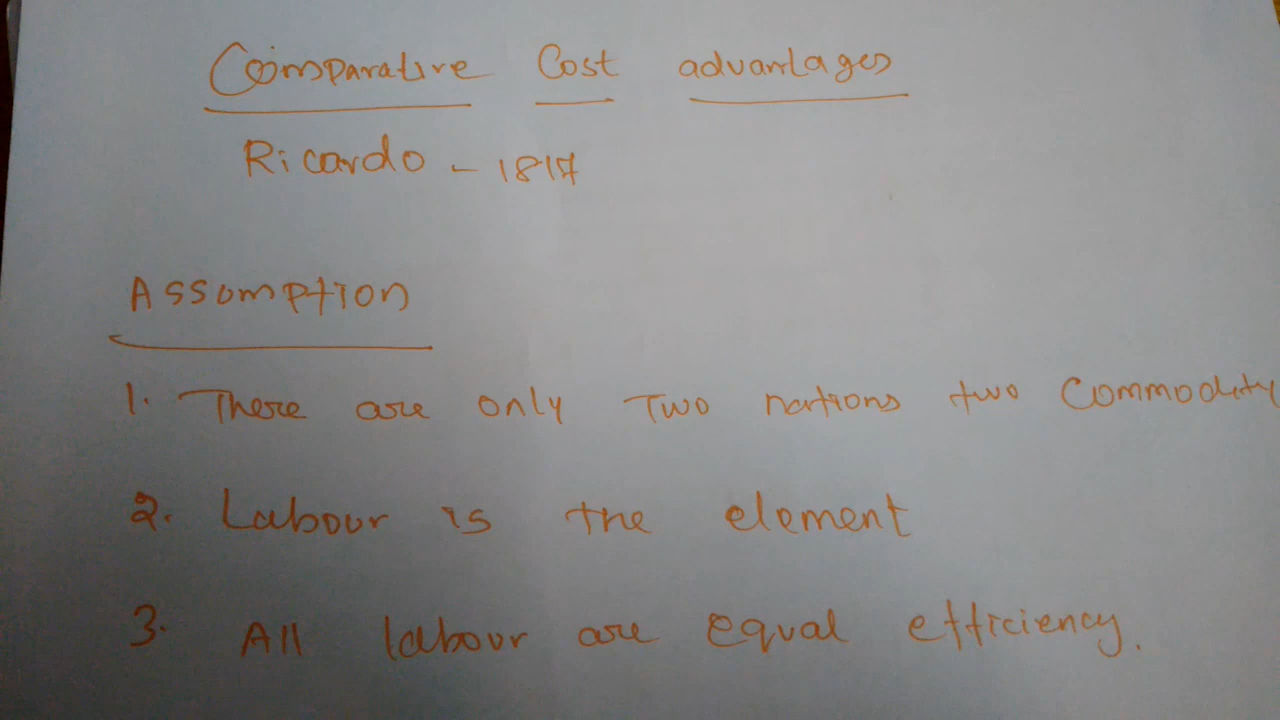 Comparative Cost advantages
Ricardo - 1817
Assomption
1. There are only Two nations two Commodity
2. Labour is the element
3. All labour are equal efficiency.